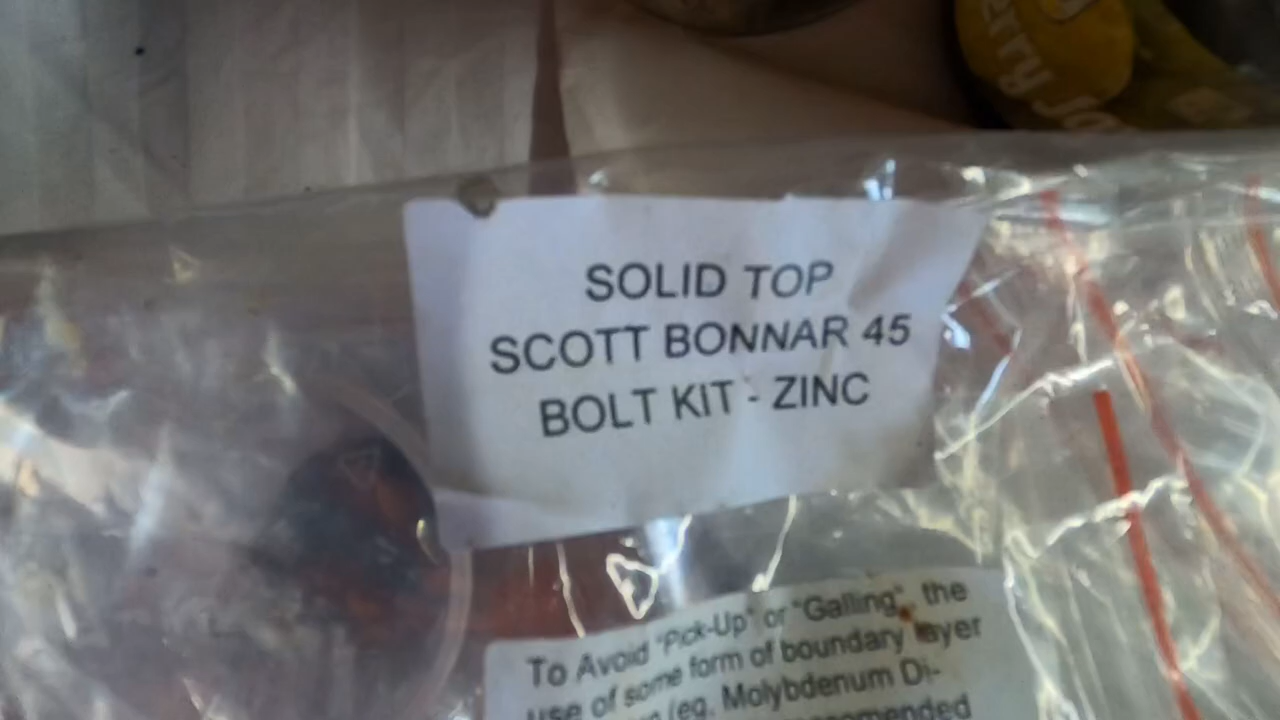 SOLID TOP
SCOTT BONNAR 45
BOLT KIT - ZINC
To Avoid "Pick-Up" or "Galling", the
use of some form of boundary layer
(eg. Molybdenum Di-